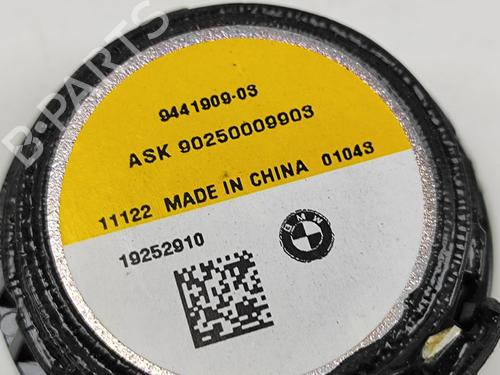 9441909-03
ASK 90250009903
11122 MADE IN CHINA 01043
19252910
BMW
B-PARTS